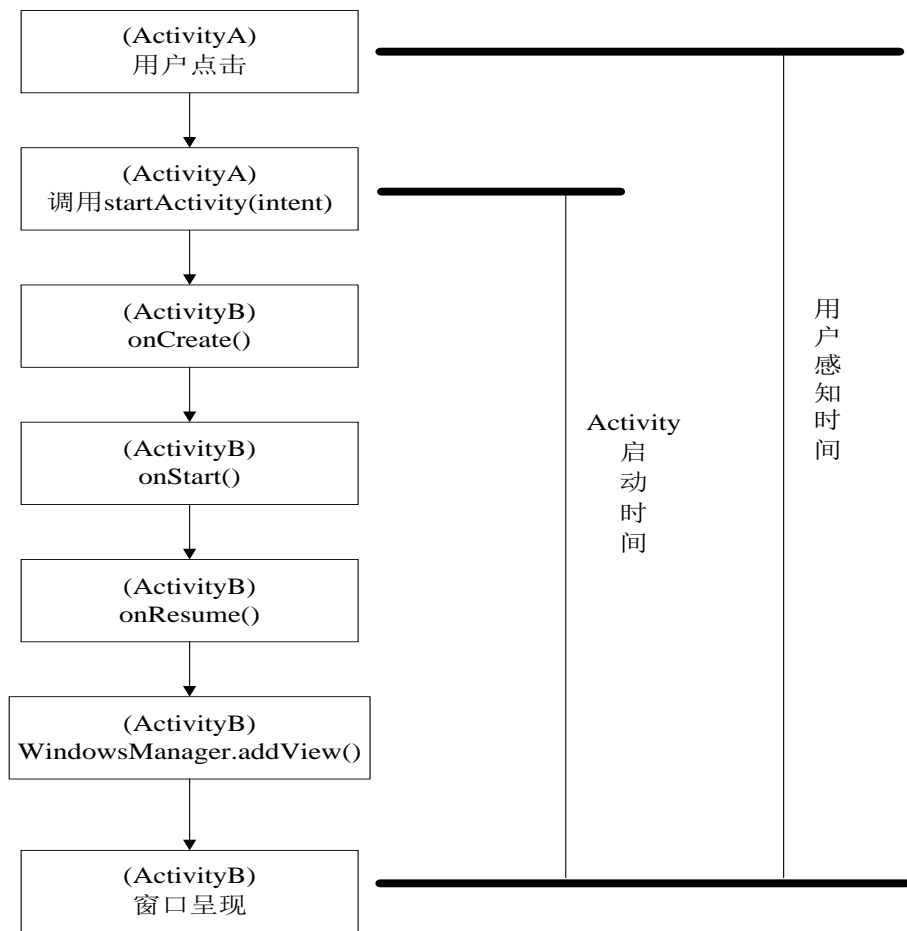 (ActivityA)
用户点击
(ActivityA)
调用startActivity(intent)
(ActivityB)
onCreate()
(ActivityB)
onStart()
(ActivityB)
onResume()
(ActivityB)
WindowsManager.addView()
(ActivityB)
窗口呈现
Activity
启
动
时
间
用
户
感
知
时
间